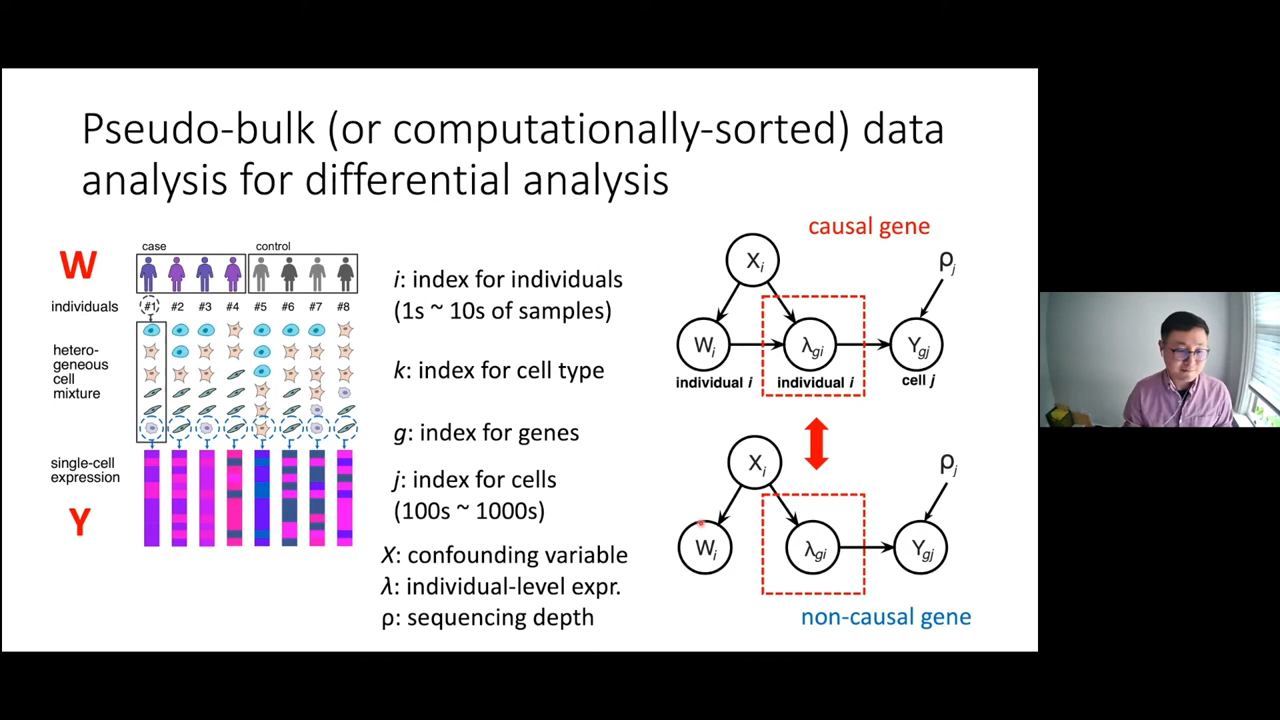 Pseudo-bulk (or computationally-sorted) data
analysis for differential analysis
W
case
control
individuals
#1
#2
#3
#4
#5
#6
#7
#8
hetero-
geneous
cell
mixture
single-cell
expression
Y
i: index for individuals
(1s ~ 10s of samples)
k: index for cell type
g: index for genes
j: index for cells
(100s ~ 1000s)
X: confounding variable
λ: individual-level expr.
ρ: sequencing depth
causal gene
Xi
ρj
Wi
λgi
Ygj
individual i
individual i
cell j
Xi
ρj
Wi
λgi
Ygj
non-causal gene